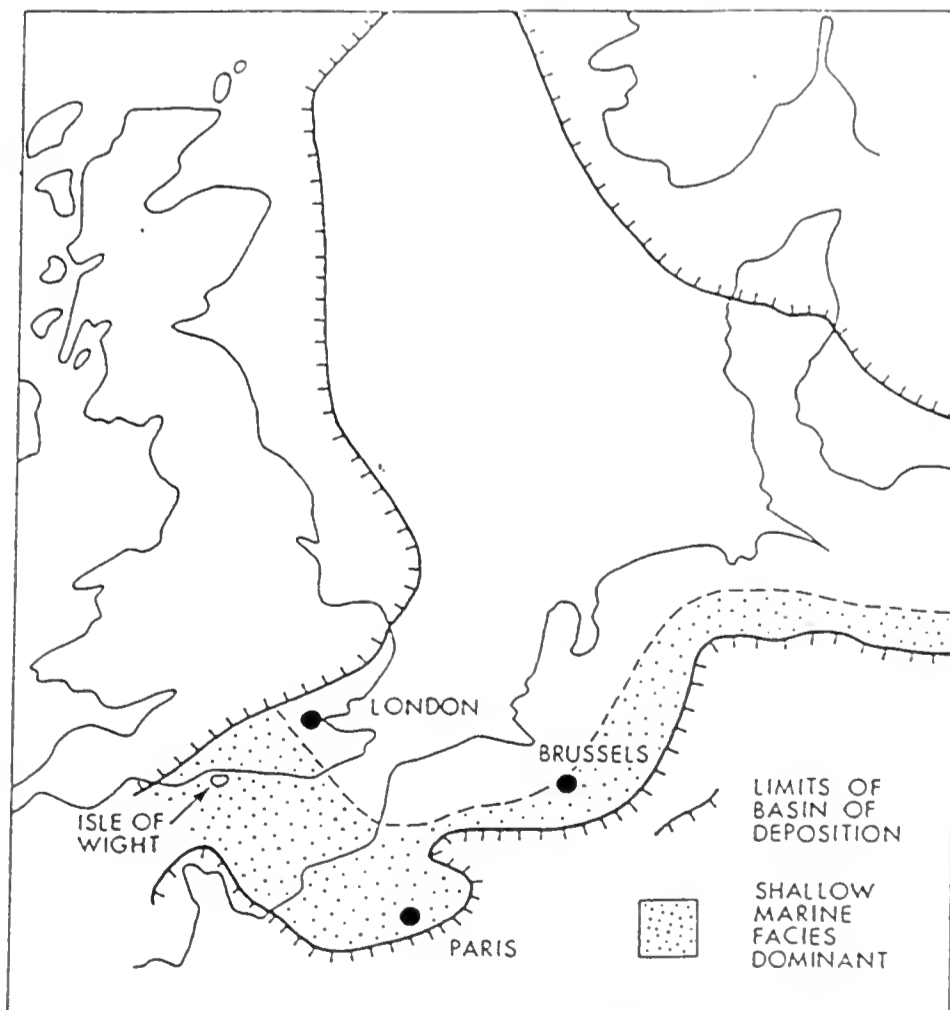 LONDON
BRUSSELS
ISLE OF
WIGHT
PARIS
LIMITS OF
BASIN OF
DEPOSITION
SHALLOW
MARINE
FACIES
DOMINANT